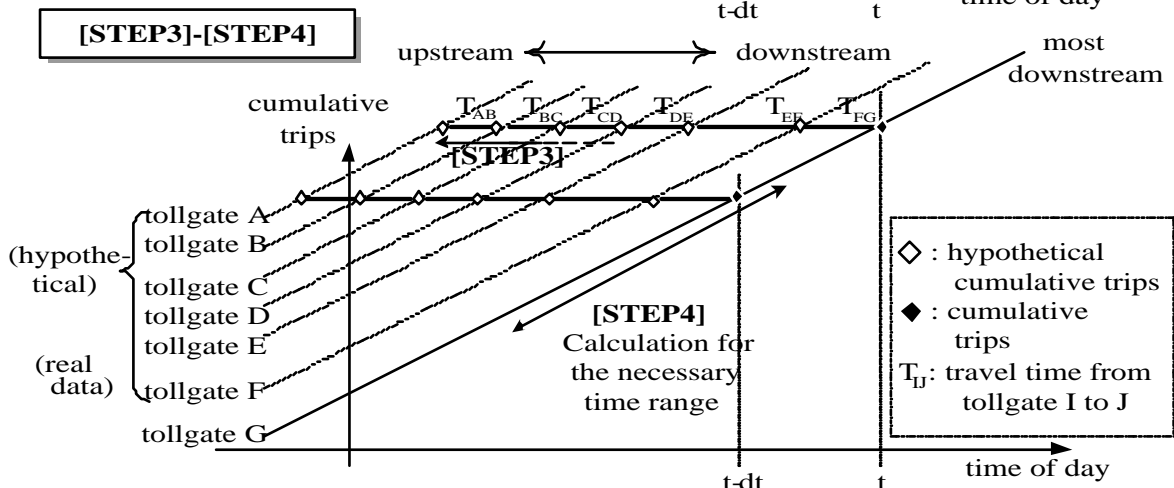 t-dt t time of day
[STEP3]-[STEP4]
upstream downstream
most
downstream
cumulative
trips
T_AB T_BC T_CD T_DE T_EF T_FG
[STEP3]
tollgate A
tollgate B
tollgate C
tollgate D
tollgate E
tollgate F
tollgate G
(hypothe-
tical)
(real
data)
[STEP4]
Calculation for
the necessary
time range
◇ : hypothetical
cumulative trips
◆ : cumulative
trips
T_IJ: travel time from
tollgate I to J
time of day
t-dt t